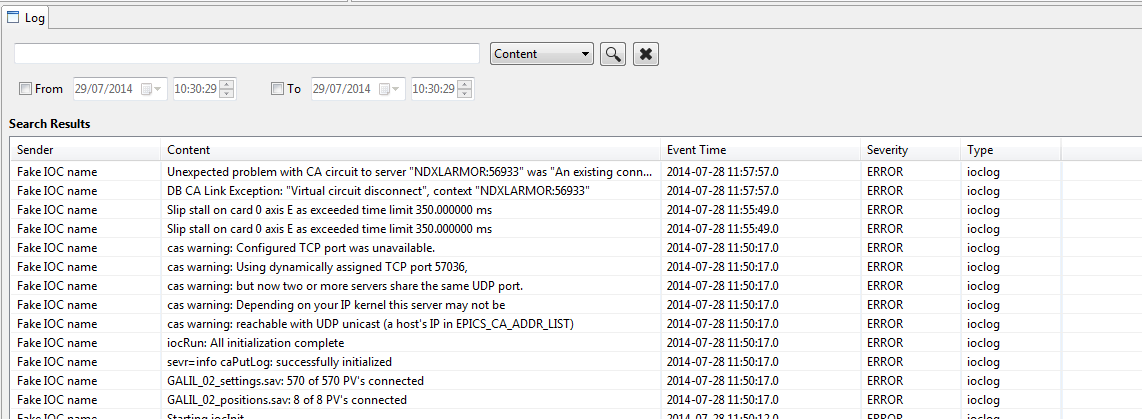 Log
Content
From 29/07/2014 10:30:29 To 29/07/2014 10:30:29
Search Results
Sender Content Event Time Severity Type
Fake IOC name Unexpected problem with CA circuit to server "NDXLARMOR:56933" was "An existing conn... 2014-07-28 11:57:57.0 ERROR ioclog
Fake IOC name DB CA Link Exception: "Virtual circuit disconnect", context "NDXLARMOR:56933" 2014-07-28 11:57:57.0 ERROR ioclog
Fake IOC name Slip stall on card 0 axis E as exceeded time limit 350.000000 ms 2014-07-28 11:55:49.0 ERROR ioclog
Fake IOC name Slip stall on card 0 axis E as exceeded time limit 350.000000 ms 2014-07-28 11:55:49.0 ERROR ioclog
Fake IOC name cas warning: Configured TCP port was unavailable. 2014-07-28 11:50:17.0 ERROR ioclog
Fake IOC name cas warning: Using dynamically assigned TCP port 57036, 2014-07-28 11:50:17.0 ERROR ioclog
Fake IOC name cas warning: but now two or more servers share the same UDP port. 2014-07-28 11:50:17.0 ERROR ioclog
Fake IOC name cas warning: Depending on your IP kernel this server may not be 2014-07-28 11:50:17.0 ERROR ioclog
Fake IOC name cas warning: reachable with UDP unicast (a host's IP in EPICS_CA_ADDR_LIST) 2014-07-28 11:50:17.0 ERROR ioclog
Fake IOC name iocRun: All initialization complete 2014-07-28 11:50:17.0 ERROR ioclog
Fake IOC name sevr=info caPutLog: successfully initialized 2014-07-28 11:50:17.0 ERROR ioclog
Fake IOC name GALIL_02_settings.sav: 570 of 570 PV's connected 2014-07-28 11:50:17.0 ERROR ioclog
Fake IOC name GALIL_02_positions.sav: 8 of 8 PV's connected 2014-07-28 11:50:17.0 ERROR ioclog
Fake IOC name Starting iocInit 2014-07-28 11:50:12.0 ERROR ioclog